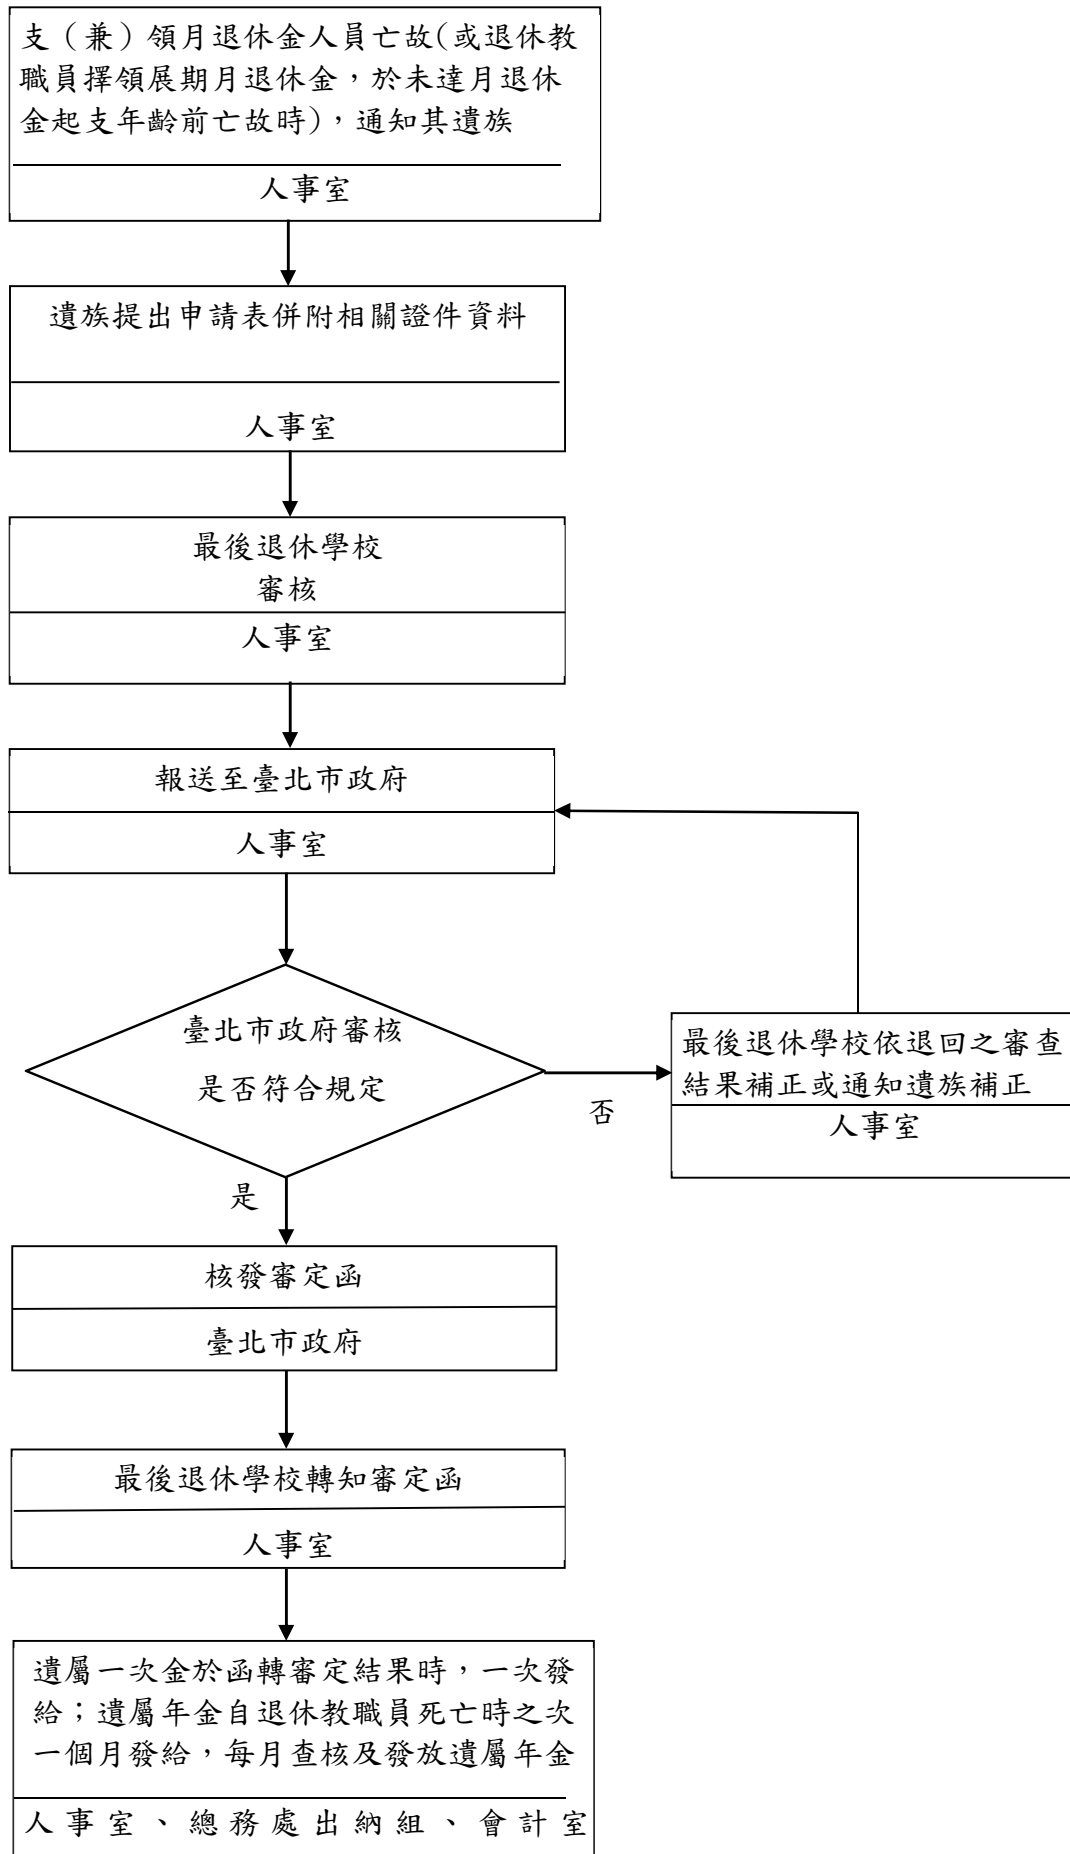 支（兼）領月退休金人員亡故(或退休教
職員擇領展期月退休金，於未達月退休
金起支年齡前亡故時)，通知其遺族
人事室
遺族提出申請表併附相關證件資料
人事室
最後退休學校
審核
人事室
報送至臺北市政府
人事室
臺北市政府審核
是否符合規定
否
最後退休學校依退回之審查
結果補正或通知遺族補正
人事室
是
核發審定函
臺北市政府
最後退休學校轉知審定函
人事室
遺屬一次金於函轉審定結果時，一次發
給；遺屬年金自退休教職員死亡時之次
一個月發給，每月查核及發放遺屬年金
人事室、總務處出納組、會計室